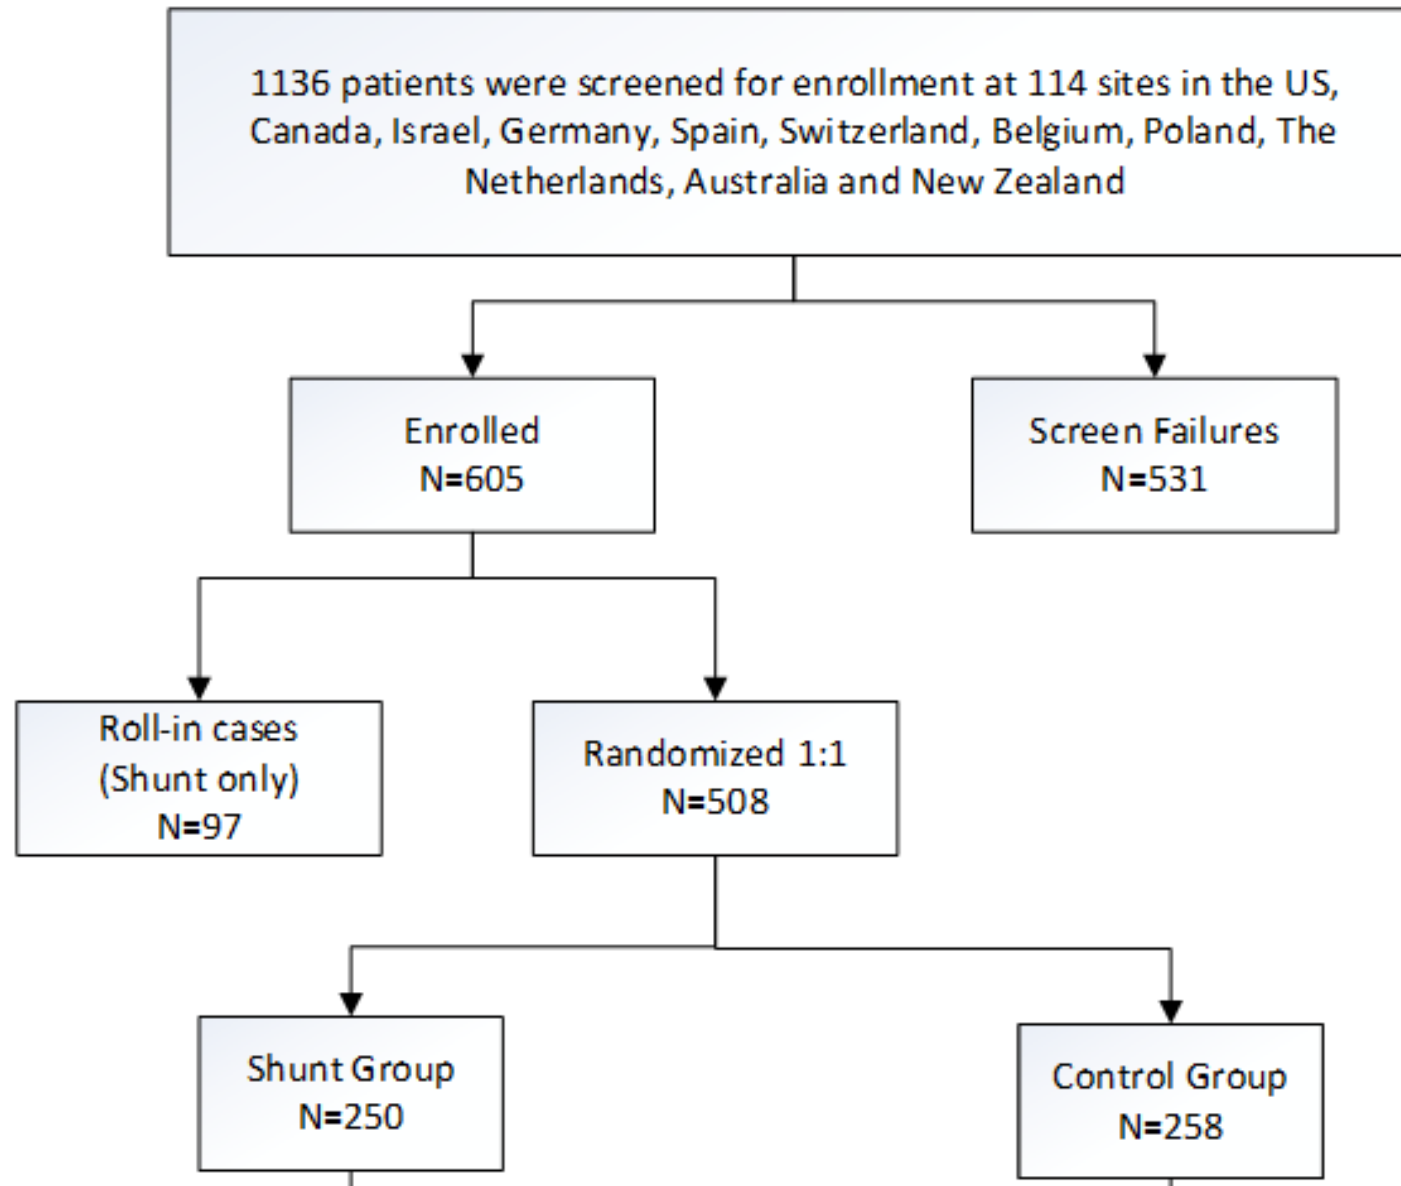 1136 patients were screened for enrollment at 114 sites in the US,
Canada, Israel, Germany, Spain, Switzerland, Belgium, Poland, The
Netherlands, Australia and New Zealand
Enrolled
N=605
Screen Failures
N=531
Roll-in cases
(Shunt only)
N=97
Randomized 1:1
N=508
Shunt Group
N=250
Control Group
N=258